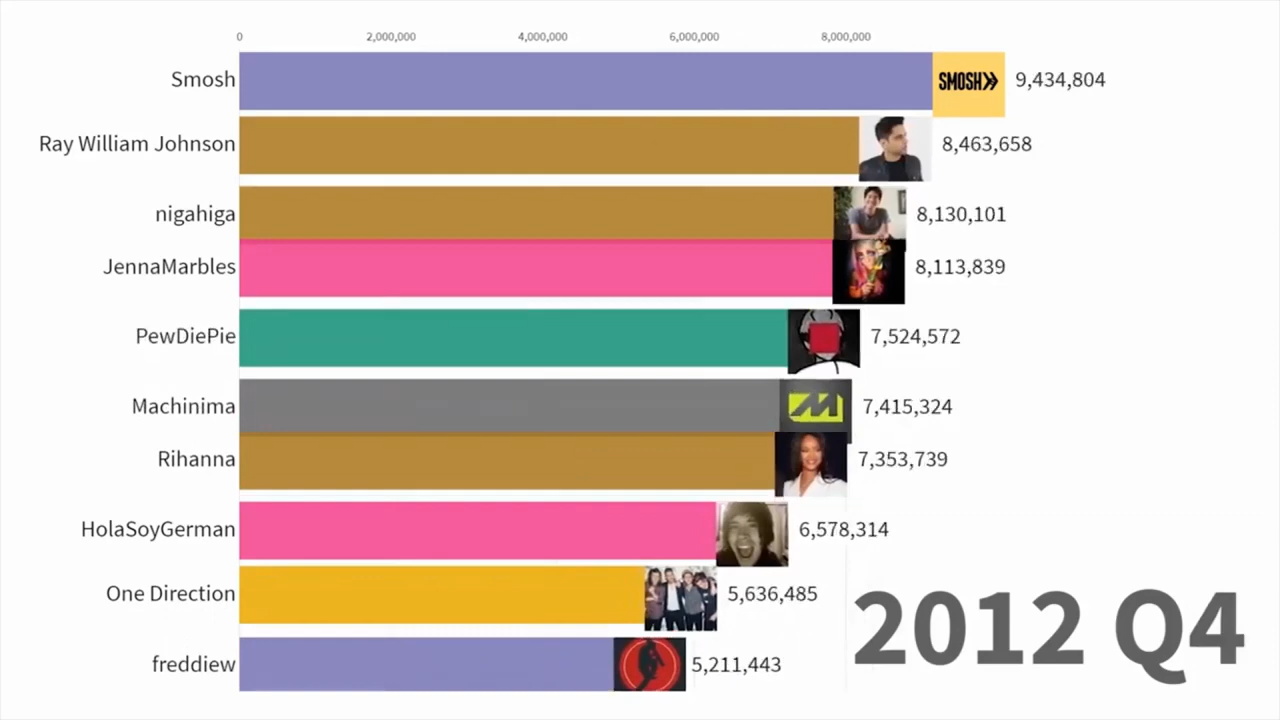 0 2,000,000 4,000,000 6,000,000 8,000,000
Smosh SMOSH 9,434,804
Ray William Johnson 8,463,658
nigahiga 8,130,101
JennaMarbles 8,113,839
PewDiePie 7,524,572
Machinima M 7,415,324
Rihanna 7,353,739
HolaSoyGerman 6,578,314
One Direction 5,636,485
freddiew 5,211,443
2012 Q4